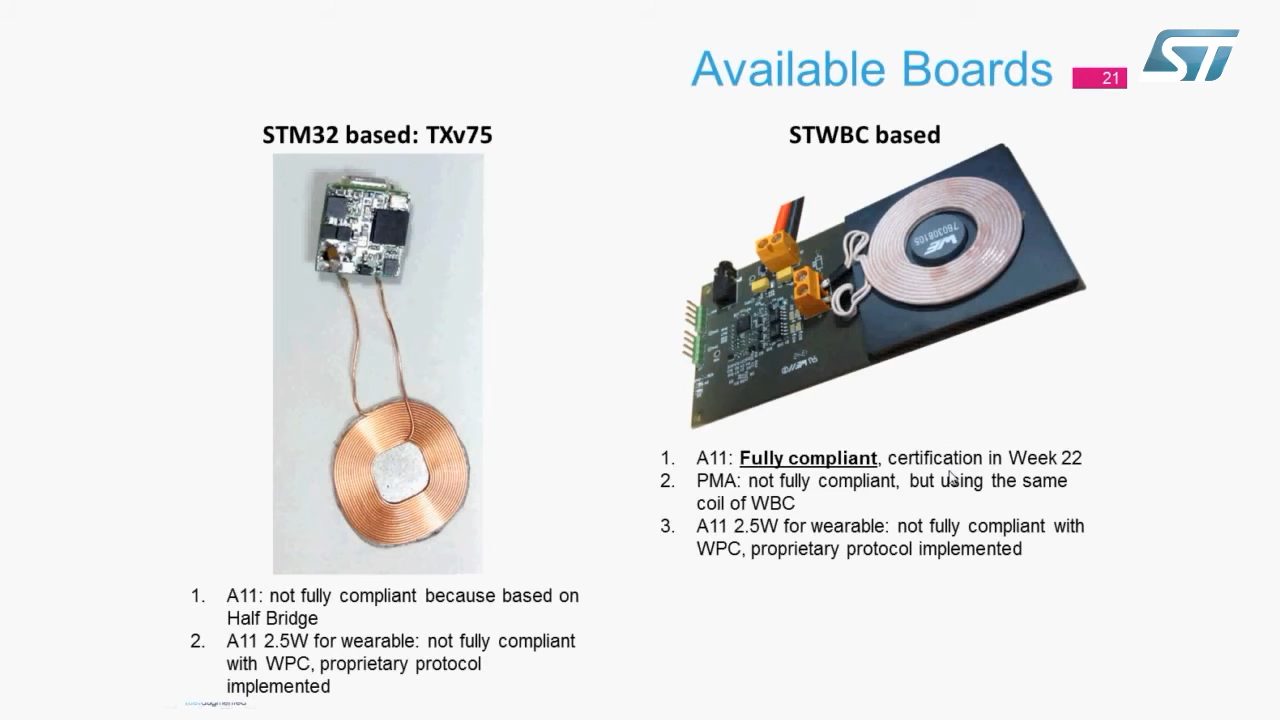 Available Boards
21
ST
STM32 based: TXv75
STWBC based
760308105
1. A11: Fully compliant, certification in Week 22
2. PMA: not fully compliant, but using the same
coil of WBC
3. A11 2.5W for wearable: not fully compliant with
WPC, proprietary protocol implemented
1. A11: not fully compliant because based on
Half Bridge
2. A11 2.5W for wearable: not fully compliant
with WPC, proprietary protocol
implemented